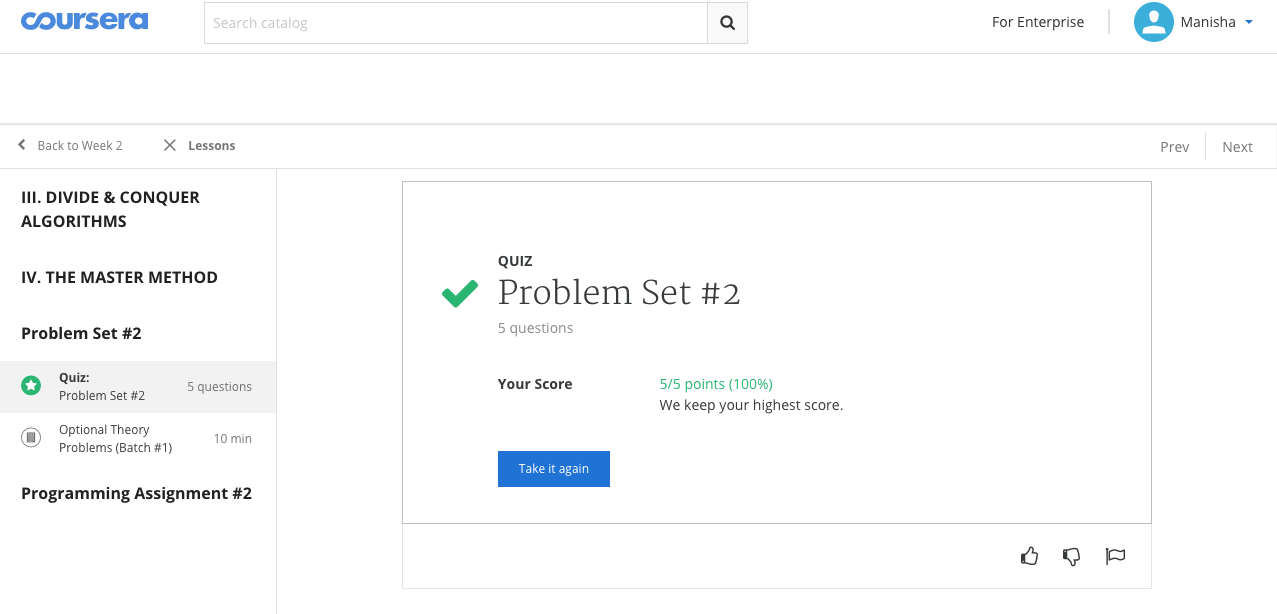 coursera
Search catalog
For Enterprise
Manisha
Back to Week 2
Lessons
Prev
Next
III. DIVIDE & CONQUER
ALGORITHMS
IV. THE MASTER METHOD
Problem Set #2
Quiz:
Problem Set #2
5 questions
Optional Theory
Problems (Batch #1)
10 min
Programming Assignment #2
QUIZ
Problem Set #2
5 questions
Your Score
5/5 points (100%)
We keep your highest score.
Take it again